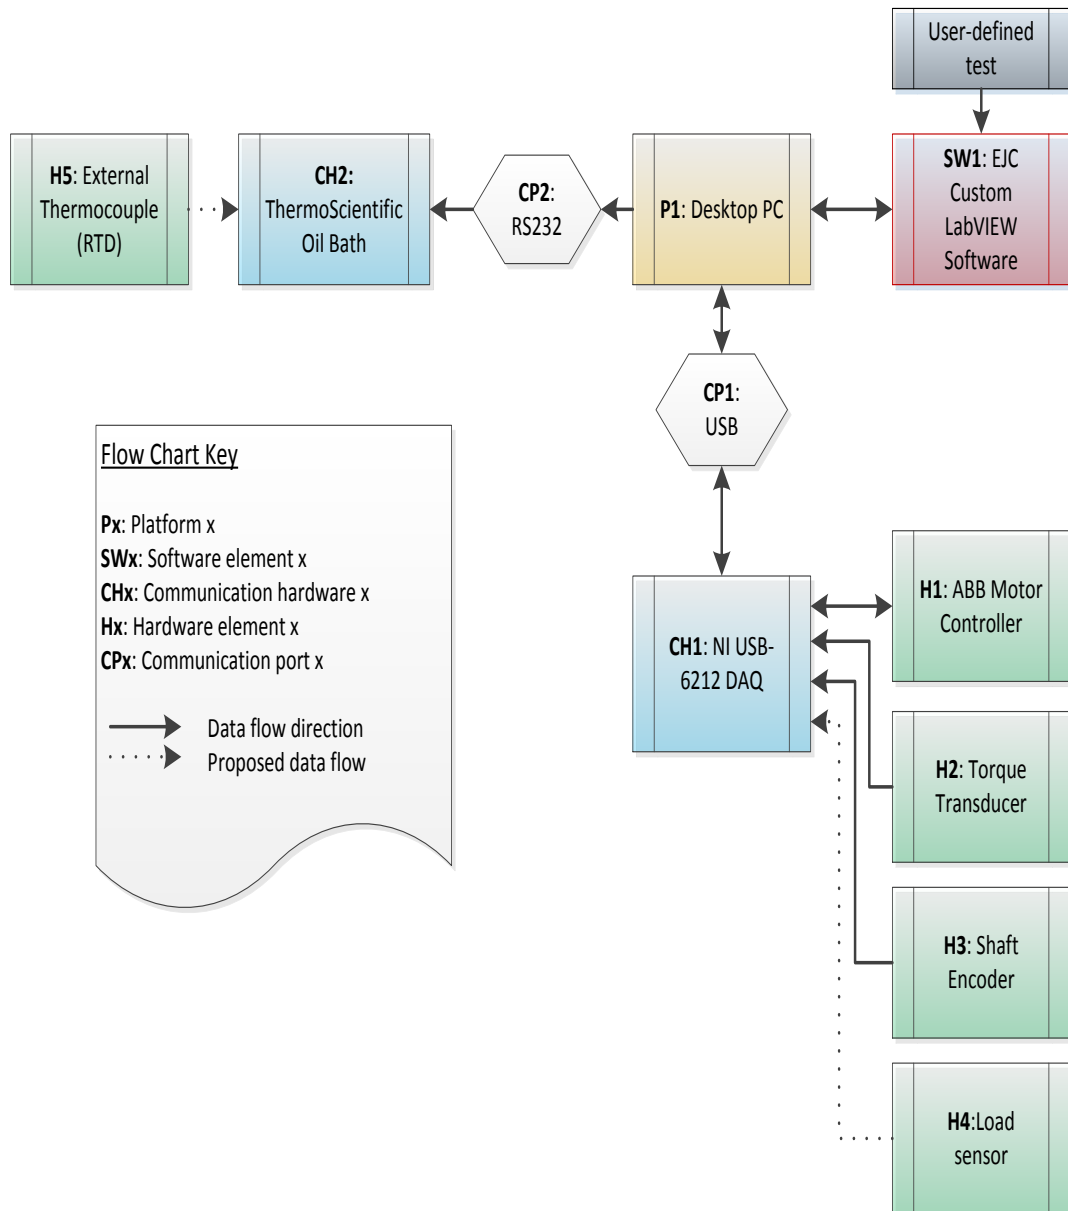 User-defined
test
H5: External
Thermocouple
(RTD)
CH2:
ThermoScientific
Oil Bath
CP2:
RS232
P1: Desktop PC
SW1: EJC
Custom
LabVIEW
Software
CP1:
USB
Flow Chart Key
Px: Platform x
SWx: Software element x
CHx: Communication hardware x
Hx: Hardware element x
CPx: Communication port x
Data flow direction
Proposed data flow
CH1: NI USB-
6212 DAQ
H1: ABB Motor
Controller
H2: Torque
Transducer
H3: Shaft
Encoder
H4:Load
sensor